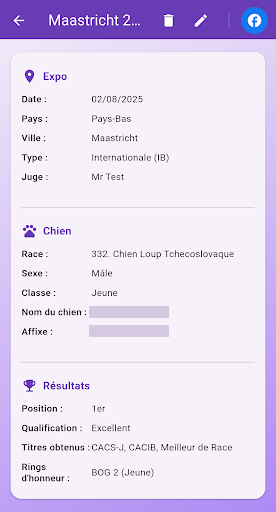 Maastricht 2...
Expo
Date : 02/08/2025
Pays : Pays-Bas
Ville : Maastricht
Type : Internationale (IB)
Juge : Mr Test
Chien
Race : 332. Chien Loup Tchecoslovaque
Sexe : Mâle
Classe : Jeune
Nom du chien :
Affixe :
Résultats
Position : 1er
Qualification : Excellent
Titres obtenus : CACS-J, CACIB, Meilleur de Race
Rings
d'honneur : BOG 2 (Jeune)